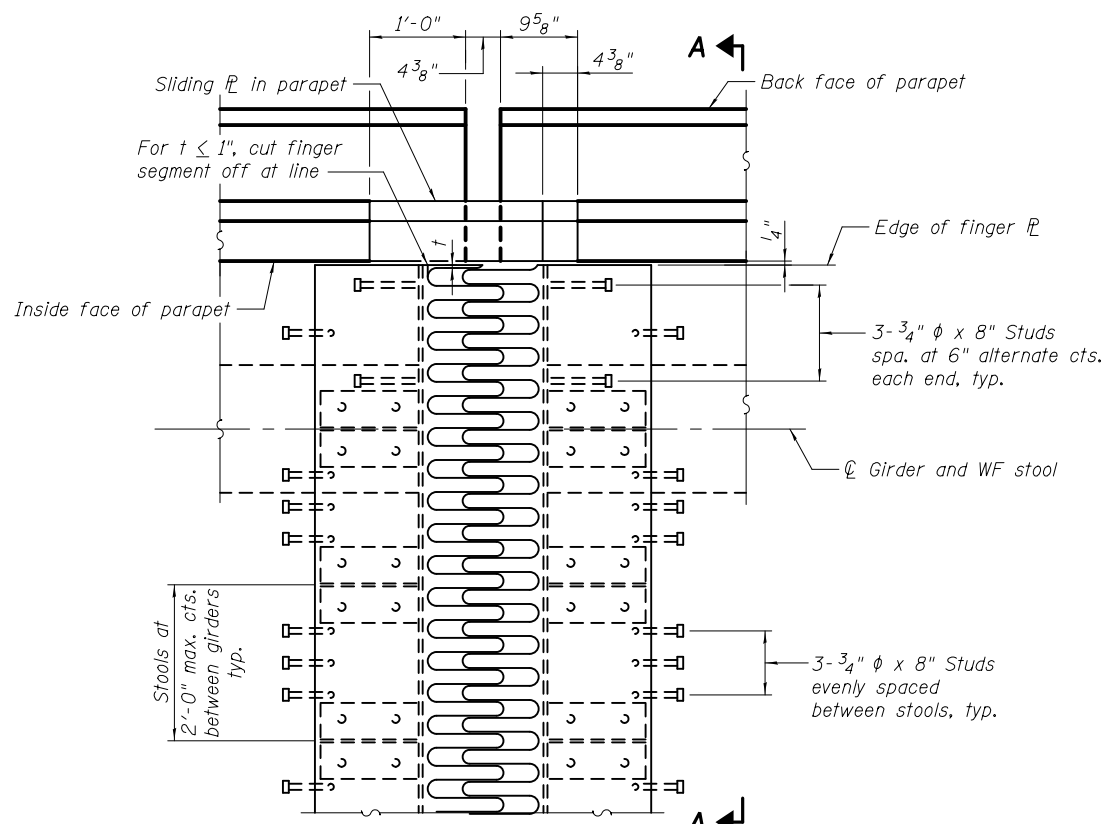 1'-0"
9 5/8"
A
4 3/8"
4 3/8"
Sliding ℙL in parapet
Back face of parapet
For t ≤ 1", cut finger
segment off at line
t
1/4"
Edge of finger ℙL
Inside face of parapet
3- 3/4" ϕ x 8" Studs
spa. at 6" alternate cts.
each end, typ.
℄ Girder and WF stool
Stools at
2'-0" max. cts.
between girders
typ.
3- 3/4" ϕ x 8" Studs
evenly spaced
between stools, typ.
A